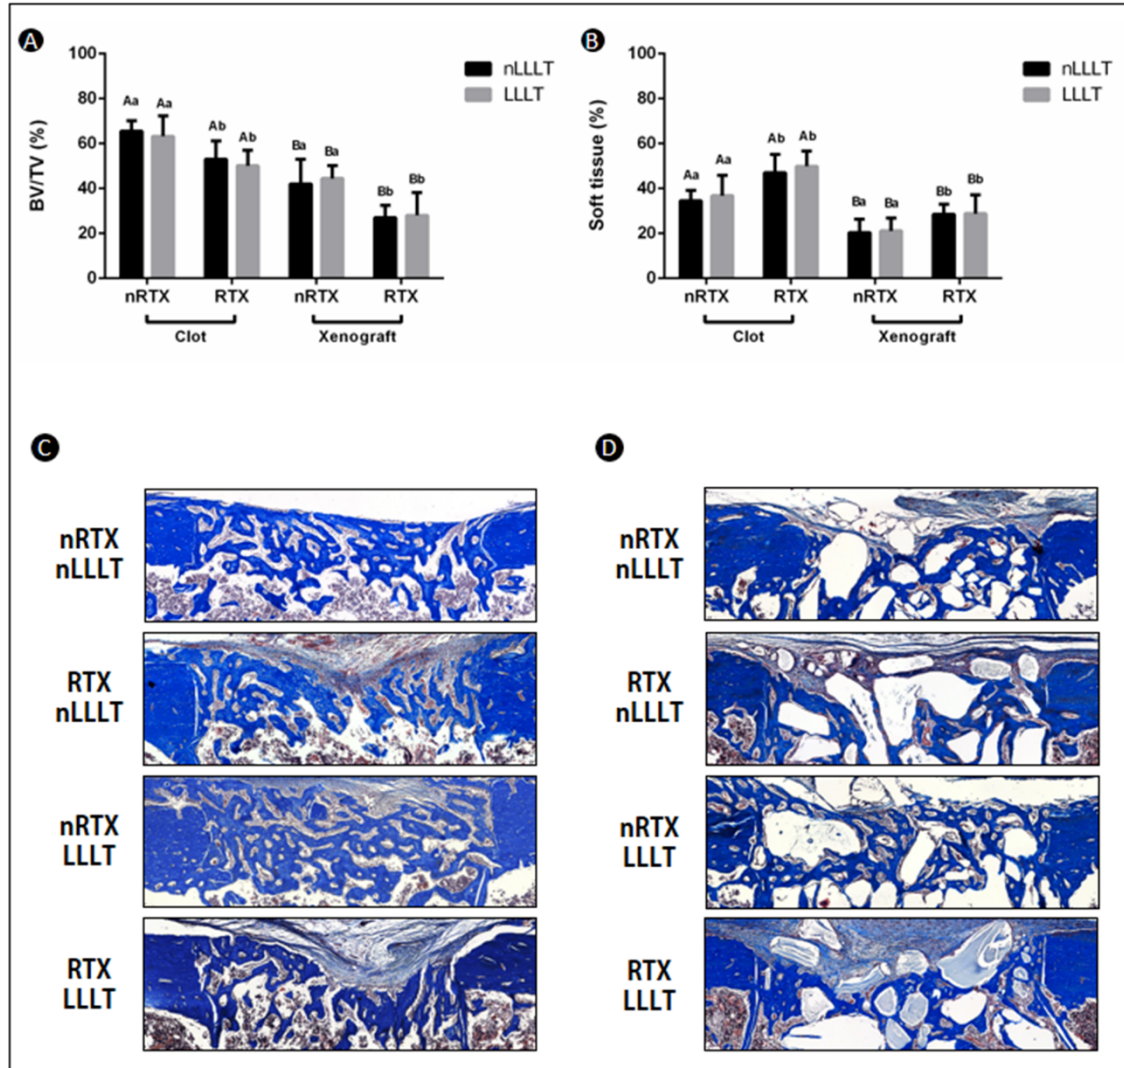 A
100
80
60
40
20
0
BV/TV (%)
Aa Aa Ab Ab Ba Ba Bb Bb
nLLLT
LLLT
nRTX RTX nRTX RTX
Clot Xenograft
B
100
80
60
40
20
0
Soft tissue (%)
Aa Aa Ab Ab Ba Ba Bb Bb
nLLLT
LLLT
nRTX RTX nRTX RTX
Clot Xenograft
C
nRTX
nLLLT
RTX
nLLLT
nRTX
LLLT
RTX
LLLT
D
nRTX
nLLLT
RTX
nLLLT
nRTX
LLLT
RTX
LLLT